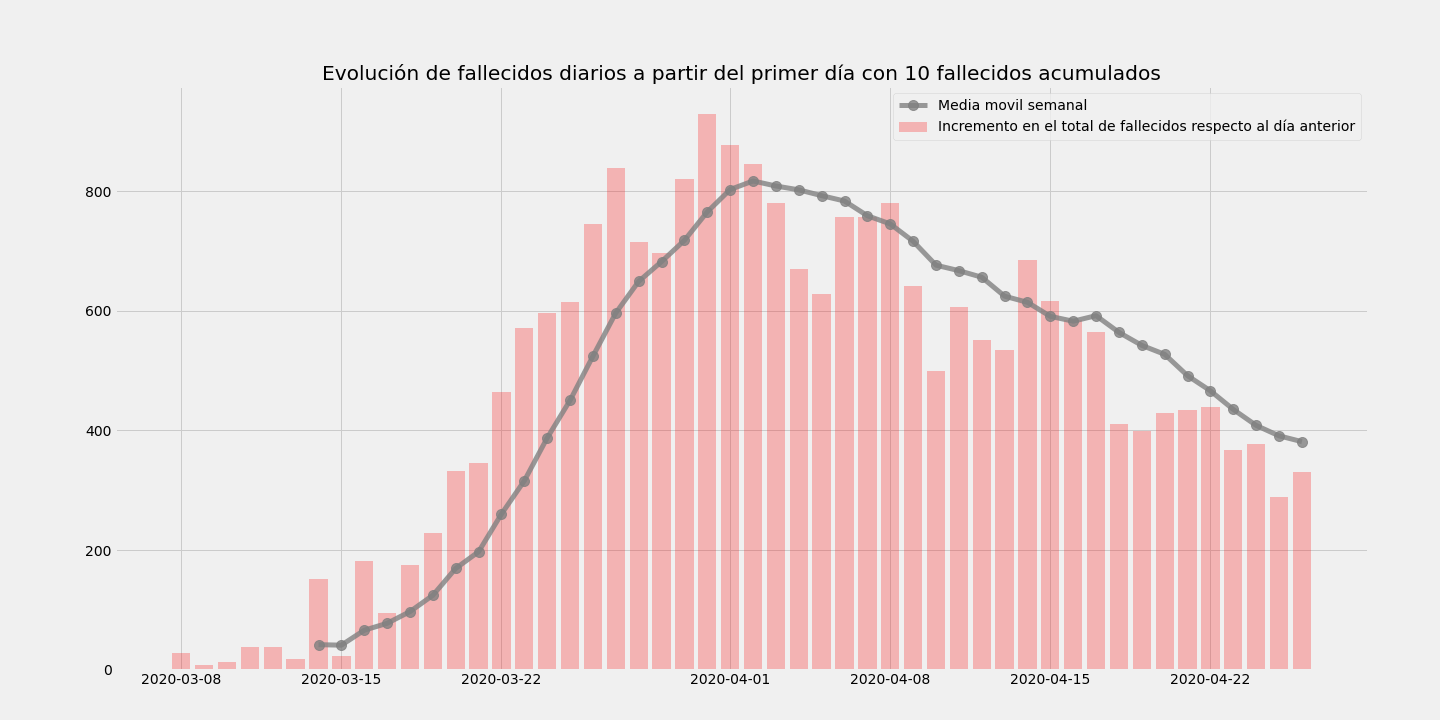 Evolución de fallecidos diarios a partir del primer día con 10 fallecidos acumulados
Media movil semanal
Incremento en el total de fallecidos respecto al día anterior
800
600
400
200
0
2020-03-08 2020-03-15 2020-03-22 2020-04-01 2020-04-08 2020-04-15 2020-04-22